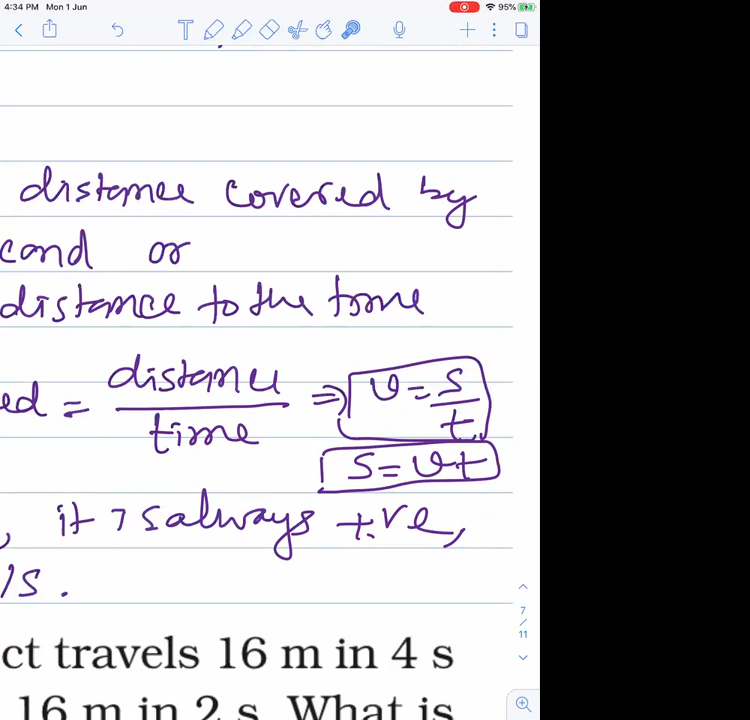 4:34 PM Mon 1 Jun
95%
distance covered by
cond or
distance to the time
ed = distance / time ⇒ v = s / t
s = vt
, it is always +ve,
/s.
7
/
11
ct travels 16 m in 4 s
16 m in 2 s. What is